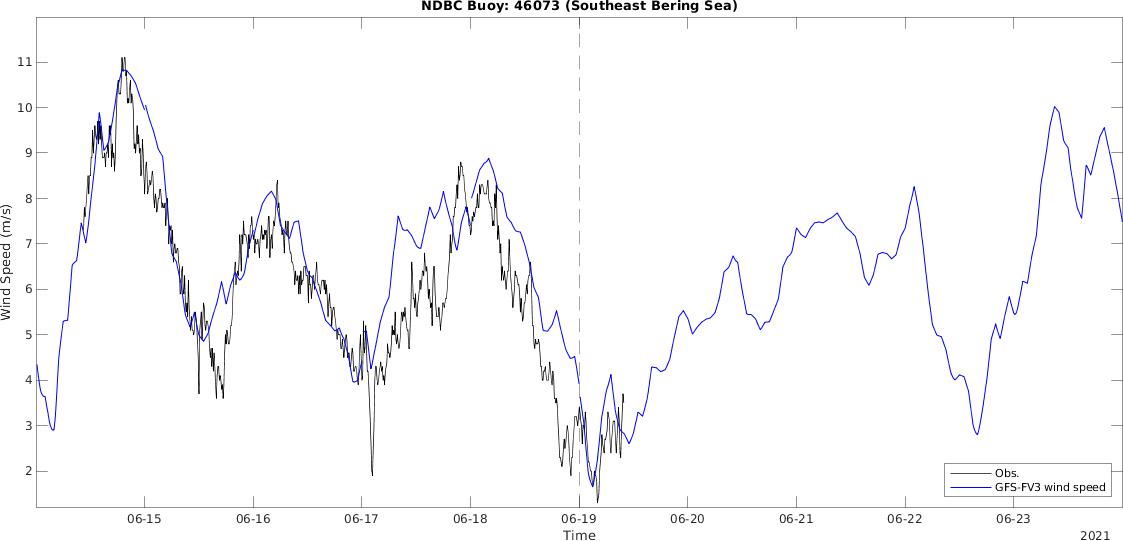 NDBC Buoy: 46073 (Southeast Bering Sea)
Wind Speed (m/s)
11
10
9
8
7
6
5
4
3
2
Obs.
GFS-FV3 wind speed
06-15 06-16 06-17 06-18 06-19 06-20 06-21 06-22 06-23
Time
2021